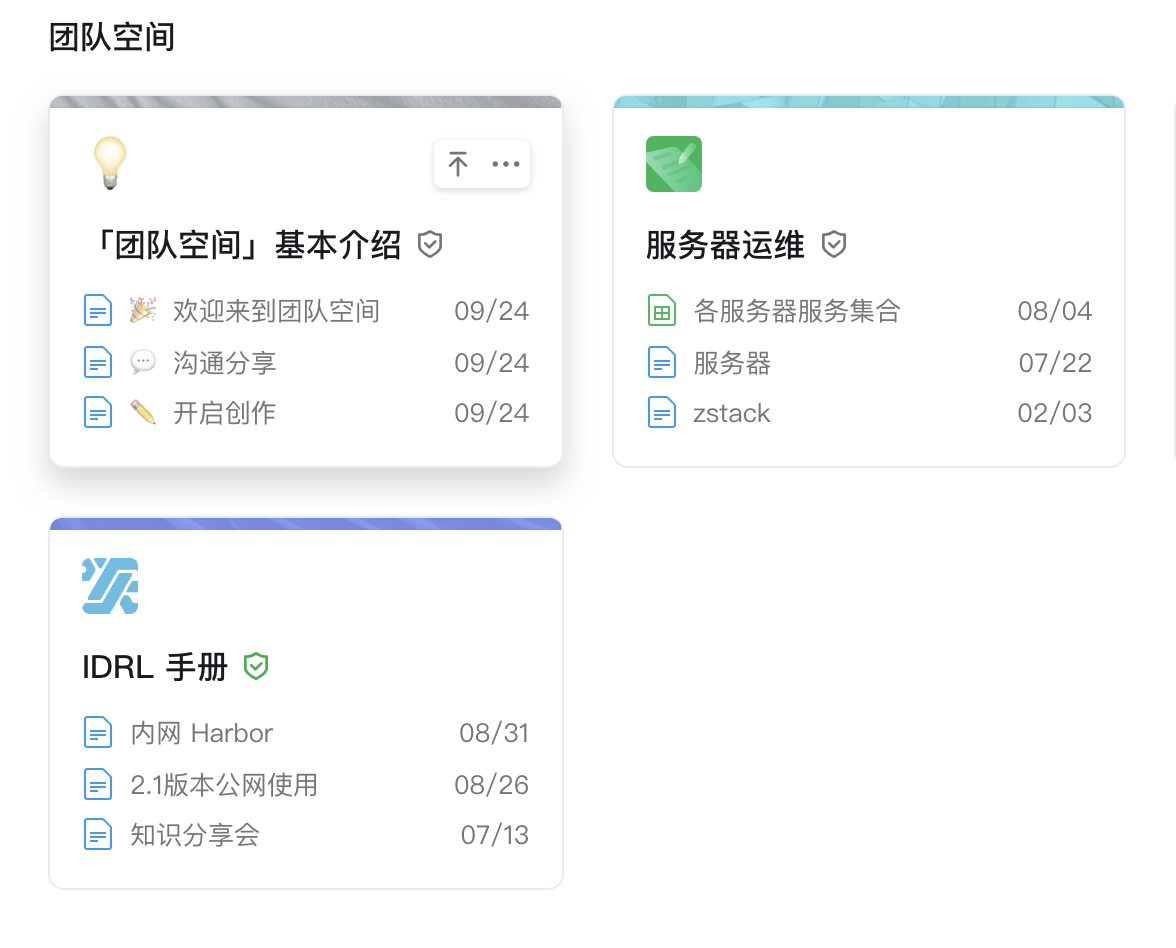 团队空间
「团队空间」基本介绍
🎉 欢迎来到团队空间 09/24
💬 沟通分享 09/24
✏️ 开启创作 09/24
服务器运维
各服务器服务集合 08/04
服务器 07/22
zstack 02/03
IDRL 手册
内网 Harbor 08/31
2.1版本公网使用 08/26
知识分享会 07/13